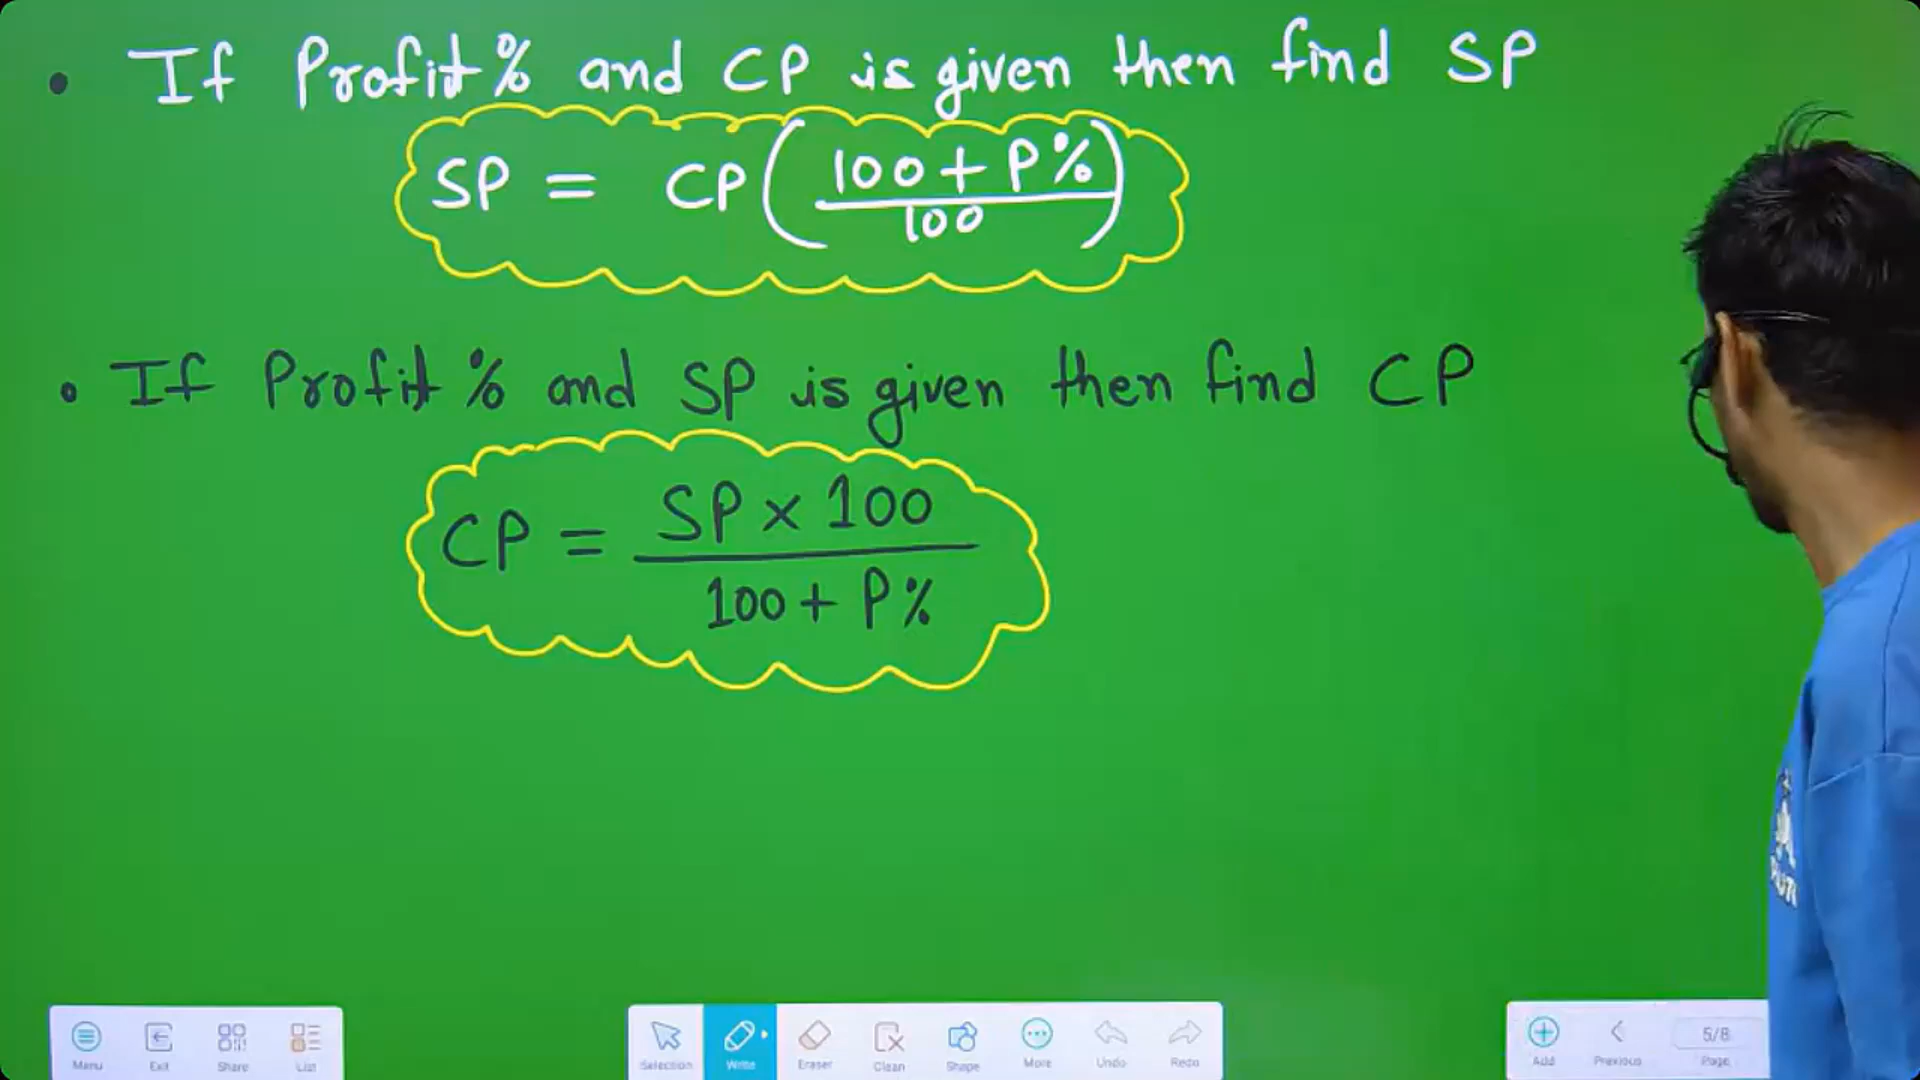 • If Profit% and CP is given then find SP
SP = CP(100 + P% / 100)
• If Profit% and SP is given then find CP
CP = SP × 100 / 100 + P%
Menu Exit Share List
Selection Write Eraser Clean Shape More Undo Redo
Add Previous 5/8 Page